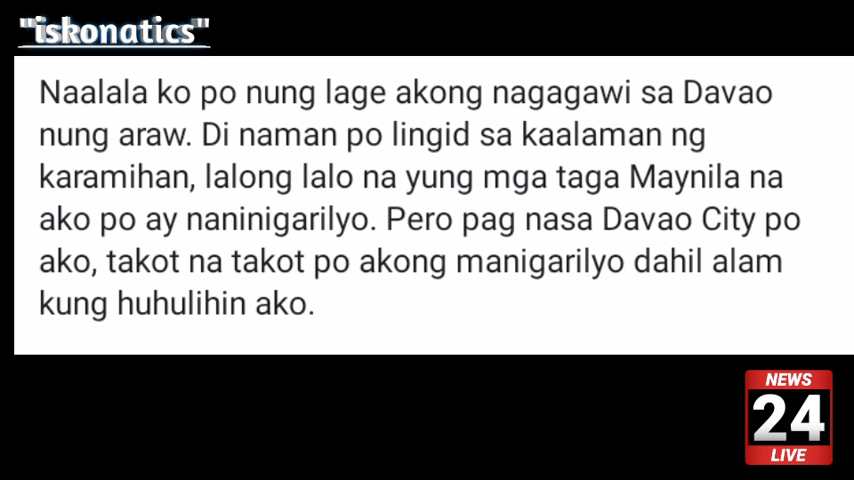 "iskonatics"
Naalala ko po nung lage akong nagagawi sa Davao
nung araw. Di naman po lingid sa kaalaman ng
karamihan, lalong lalo na yung mga taga Maynila na
ako po ay naninigarilyo. Pero pag nasa Davao City po
ako, takot na takot po akong manigarilyo dahil alam
kung huhulihin ako.
NEWS
24
LIVE